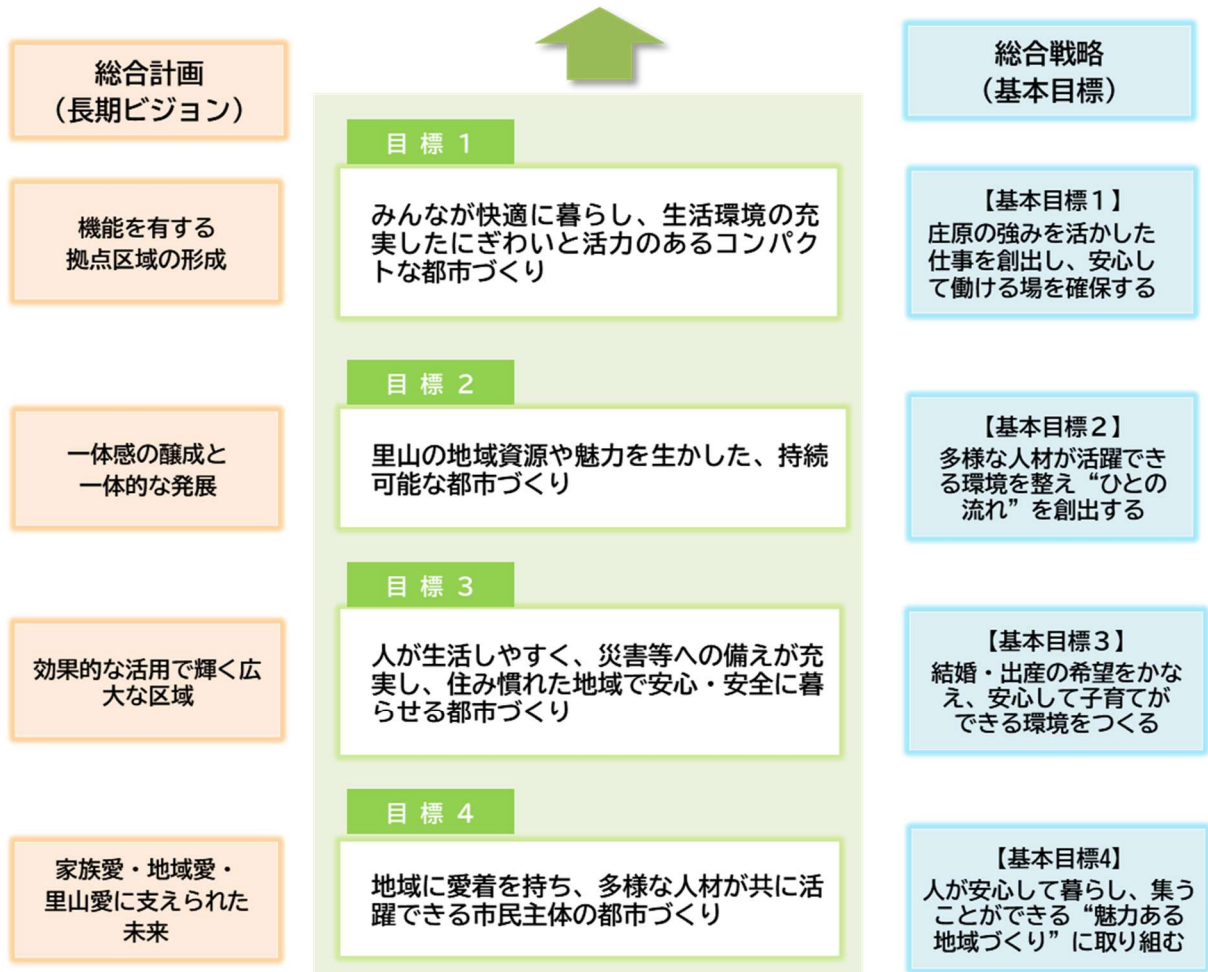 総合計画
（長期ビジョン）
機能を有する
拠点区域の形成
一体感の醸成と
一体的な発展
効果的な活用で輝く広
大な区域
家族愛・地域愛・
里山愛に支えられた
未来
目 標 1
みんなが快適に暮らし、生活環境の充
実したにぎわいと活力のあるコンパク
トな都市づくり
目 標 2
里山の地域資源や魅力を生かした、持続
可能な都市づくり
目 標 3
人が生活しやすく、災害等への備えが充
実し、住み慣れた地域で安心・安全に暮
らせる都市づくり
目 標 4
地域に愛着を持ち、多様な人材が共に活
躍できる市民主体の都市づくり
総合戦略
（基本目標）
【基本目標１】
庄原の強みを活かした
仕事を創出し、安心し
て働ける場を確保する
【基本目標２】
多様な人材が活躍でき
る環境を整え“ひとの
流れ”を創出する
【基本目標３】
結婚・出産の希望をかな
え、安心して子育てが
できる環境をつくる
【基本目標4】
人が安心して暮らし、集う
ことができる“魅力ある
地域づくり”に取り組む